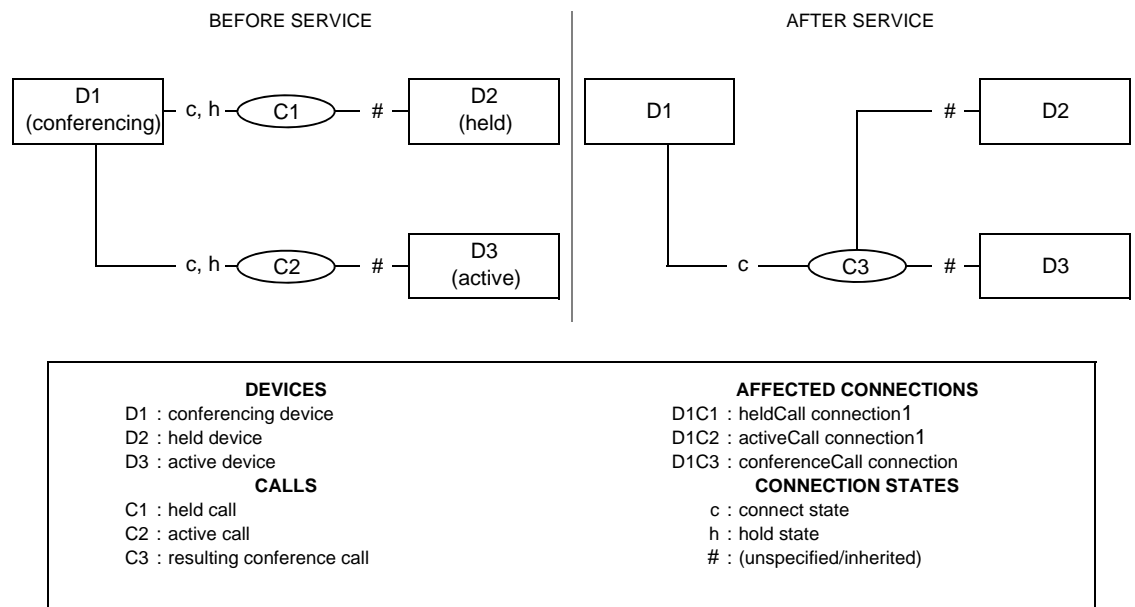 BEFORE SERVICE
AFTER SERVICE
D1
(conferencing)
c, h
C1
#
D2
(held)
c, h
C2
#
D3
(active)
D1
#
D2
c
C3
#
D3
DEVICES
D1 : conferencing device
D2 : held device
D3 : active device
CALLS
C1 : held call
C2 : active call
C3 : resulting conference call
AFFECTED CONNECTIONS
D1C1 : heldCall connection1
D1C2 : activeCall connection1
D1C3 : conferenceCall connection
CONNECTION STATES
c : connect state
h : hold state
# : (unspecified/inherited)